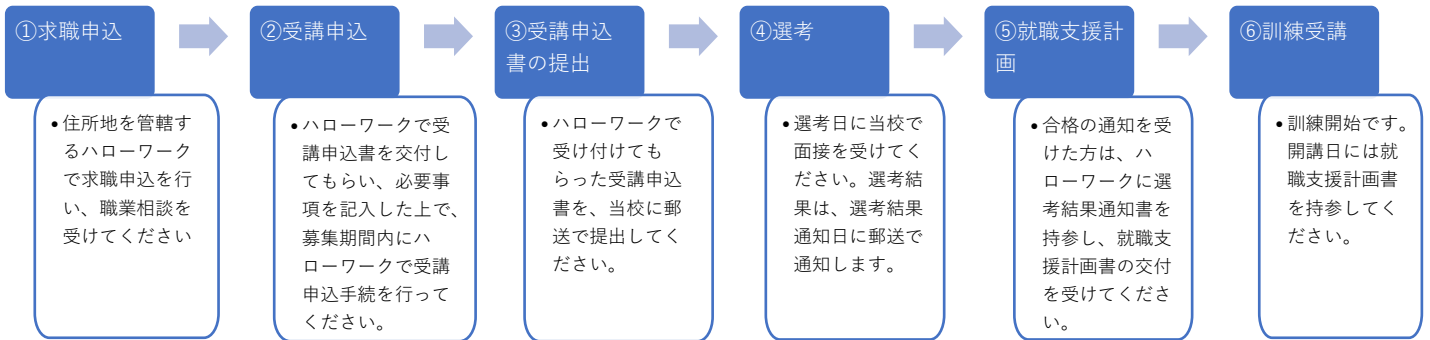 ①求職申込
・住所地を管轄す
るハローワーク
で求職申込を行
い、職業相談を
受けてください
②受講申込
・ハローワークで受
講申込書を交付し
てもらい、必要事
項を記入した上で、
募集期間内にハ
ローワークで受講
申込手続を行って
ください。
③受講申込
書の提出
・ハローワークで
受け付けても
らった受講申込
書を、当校に郵
送で提出してく
ださい。
④選考
・選考日に当校で
面接を受けてく
ださい。選考結
果は、選考結果
通知日に郵送で
通知します。
⑤就職支援計
画
・合格の通知を受
けた方は、ハ
ローワークに選
考結果通知書を
持参し、就職支
援計画書の交付
を受けてくださ
い。
⑥訓練受講
・訓練開始です。
開講日には就
職支援計画書
を持参してく
ださい。